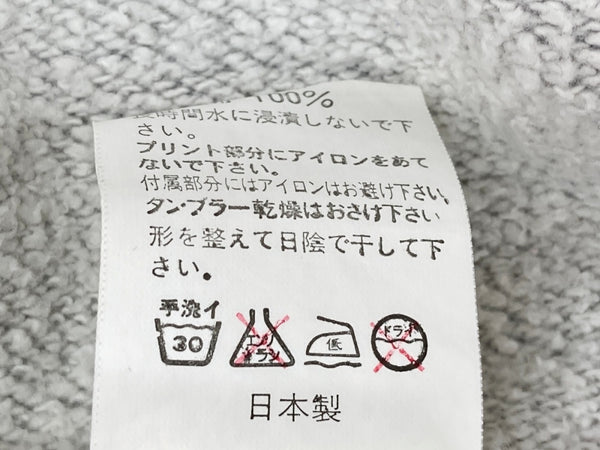 100%
長時間水に浸漬しないで下
さい。
プリント部分にアイロンをあて
ないで下さい。
付属部分にはアイロンはお避け下さい。
タンブラー乾燥はおさけ下さい
形を整えて日陰で干して下
さい。
手洗イ
30
エンソ
サラシ
低
ドライ
日本製